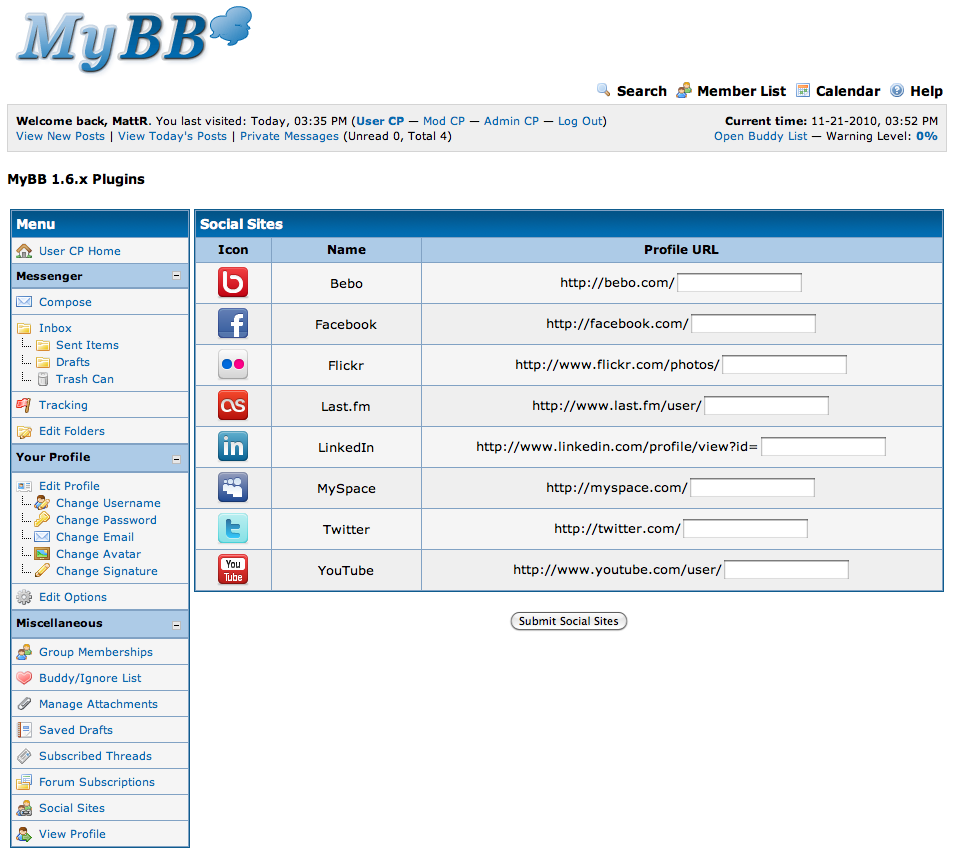 MyBB
Search Member List Calendar Help
Welcome back, MattR. You last visited: Today, 03:35 PM (User CP — Mod CP — Admin CP — Log Out)
Current time: 11-21-2010, 03:52 PM
View New Posts | View Today's Posts | Private Messages (Unread 0, Total 4)
Open Buddy List — Warning Level: 0%
MyBB 1.6.x Plugins
Menu
User CP Home
Messenger
Compose
Inbox
Sent Items
Drafts
Trash Can
Tracking
Edit Folders
Your Profile
Edit Profile
Change Username
Change Password
Change Email
Change Avatar
Change Signature
Edit Options
Miscellaneous
Group Memberships
Buddy/Ignore List
Manage Attachments
Saved Drafts
Subscribed Threads
Forum Subscriptions
Social Sites
View Profile
Social Sites
Icon Name Profile URL
b Bebo http://bebo.com/
f Facebook http://facebook.com/
Flickr http://www.flickr.com/photos/
as Last.fm http://www.last.fm/user/
in LinkedIn http://www.linkedin.com/profile/view?id=
MySpace http://myspace.com/
t Twitter http://twitter.com/
You
Tube YouTube http://www.youtube.com/user/
Submit Social Sites